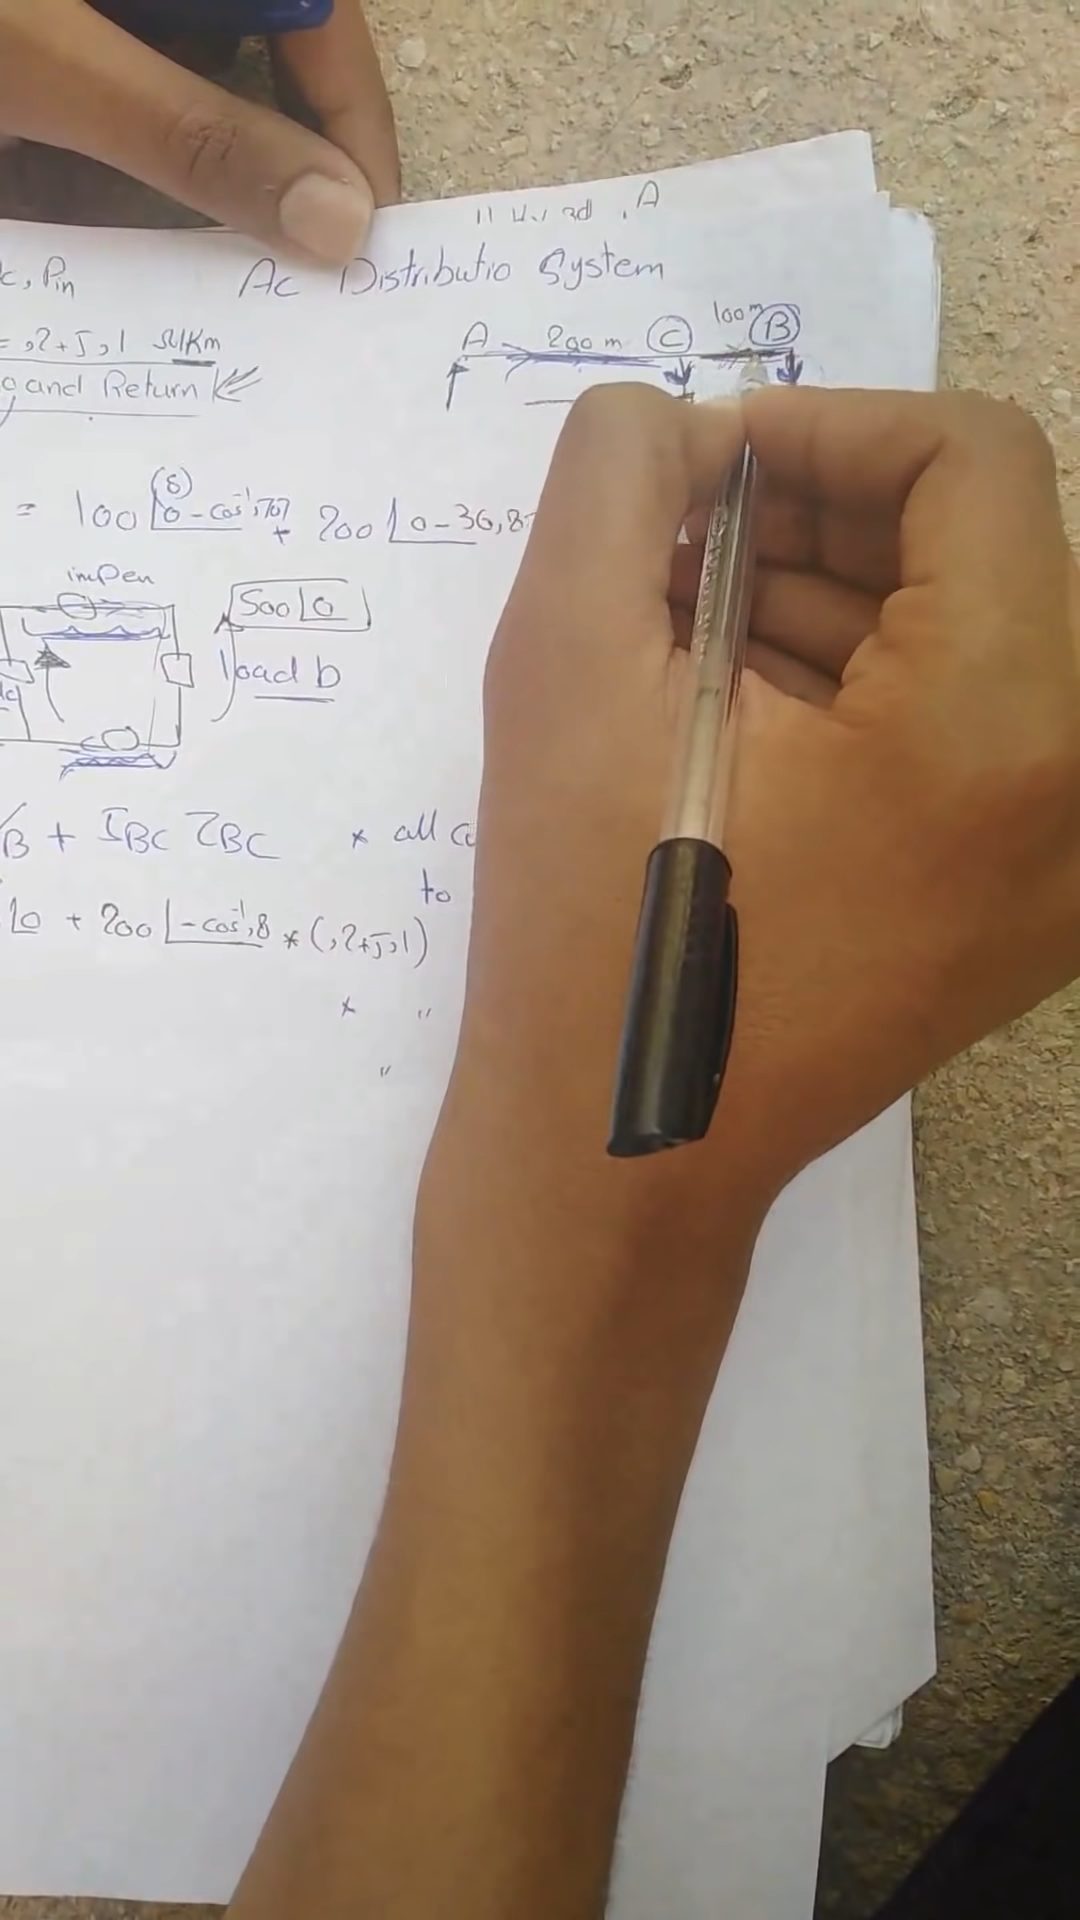 Ac Distributio System
c, Pin
= ,2+J,1 Ω/Km
A 200 m C 100 m B
and Return
= 100 ∟0 - cos⁻¹,707 + 200 ∟0 - 36,8
(δ)
impen
500 ∟0
load b
B + IBC ZBC * all
to
∟0 + 200 ∟-cos⁻¹,8 * (,2+J,1)
* "
"